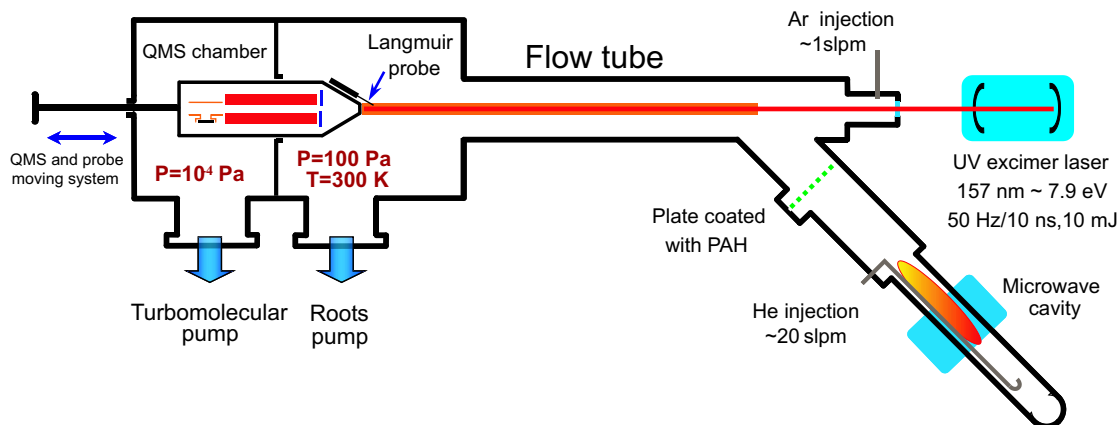 QMS chamber
Langmuir
probe
Flow tube
Ar injection
~1slpm
QMS and probe
moving system
P=10⁻⁴ Pa
P=100 Pa
T=300 K
UV excimer laser
157 nm ~ 7.9 eV
50 Hz/10 ns,10 mJ
Plate coated
with PAH
He injection
~20 slpm
Microwave
cavity
Turbomolecular
pump
Roots
pump